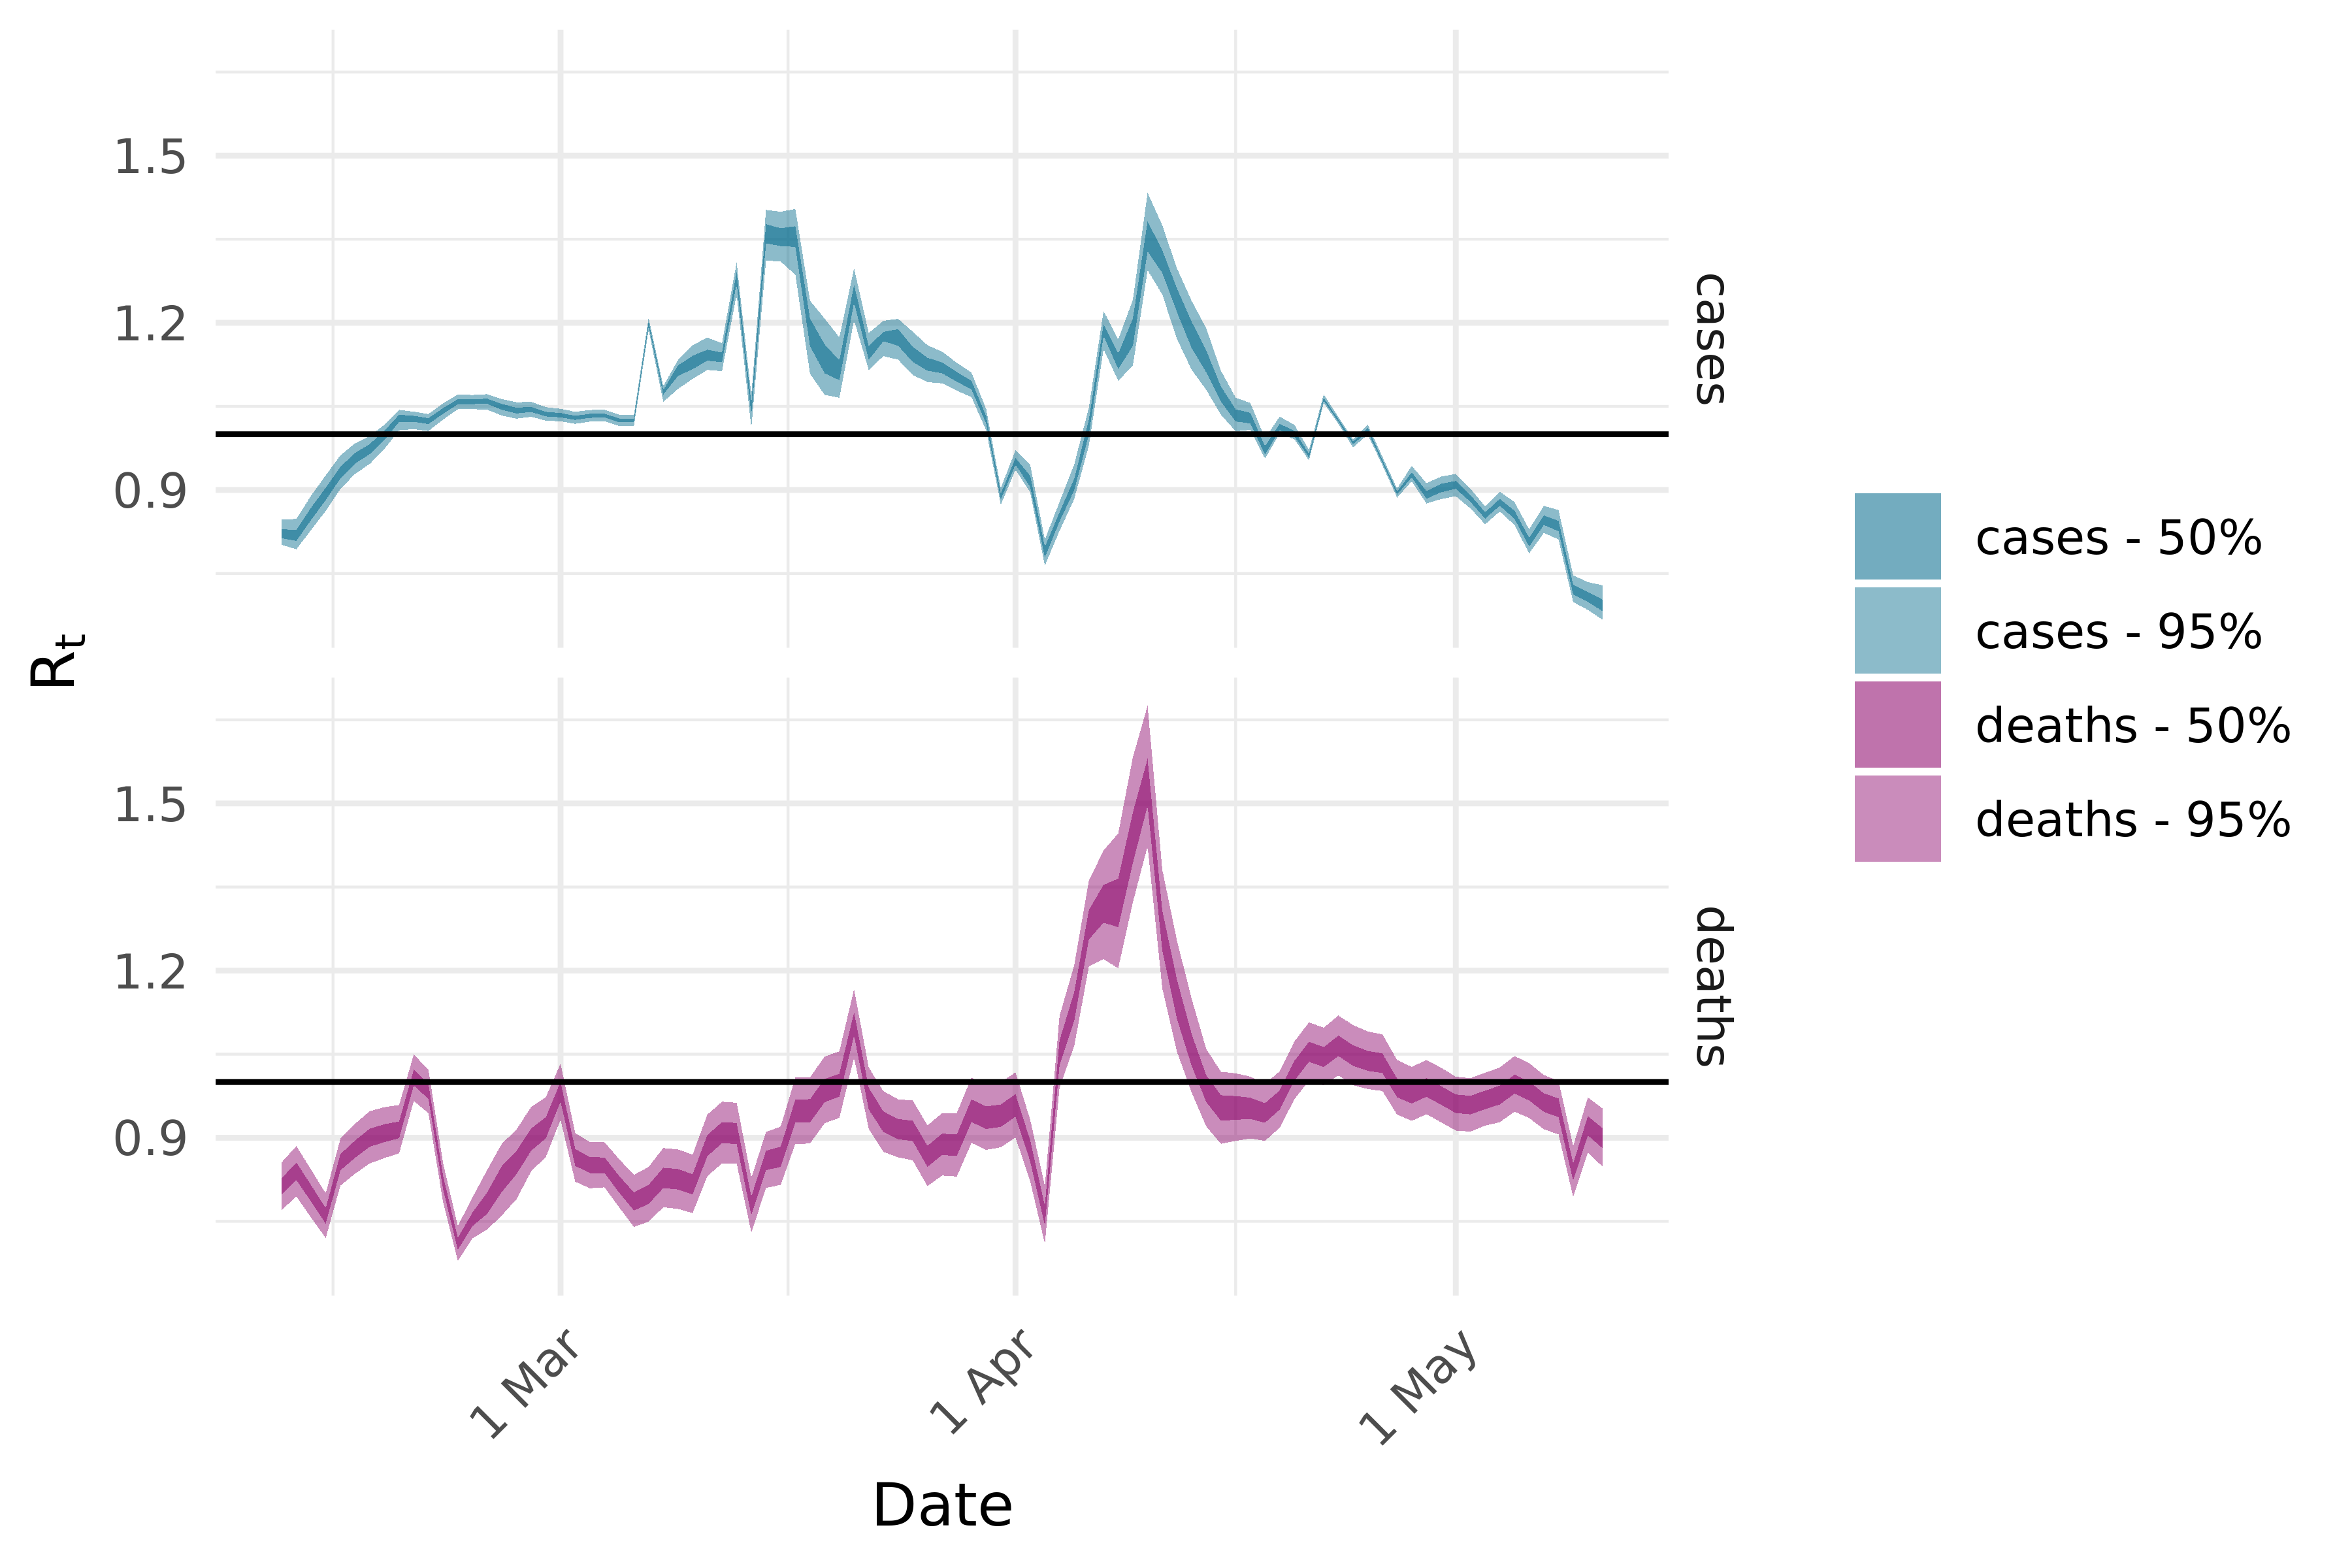 1.5
1.2
0.9
cases
Rt
1.5
1.2
0.9
deaths
1 Mar
1 Apr
1 May
Date
cases - 50%
cases - 95%
deaths - 50%
deaths - 95%